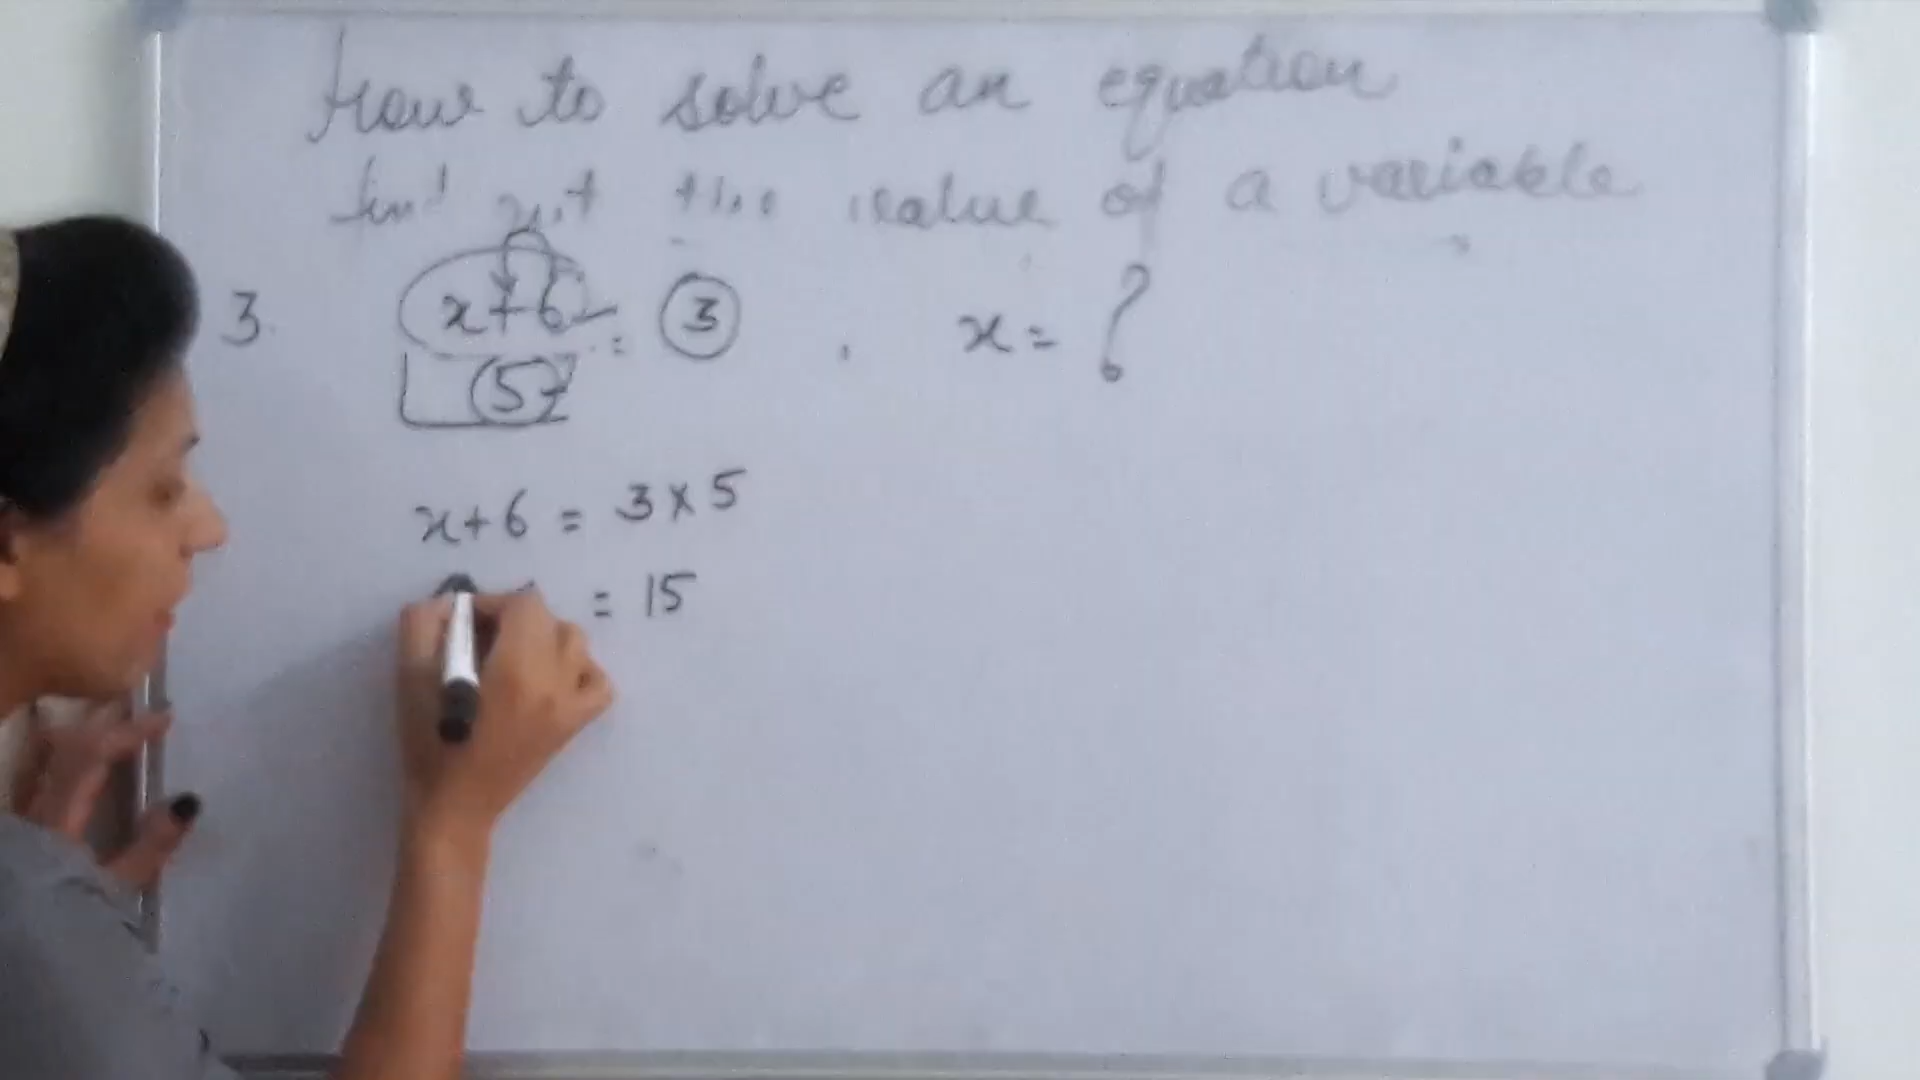 How to solve an equation
find out the value of a variable
3. x+6 = 3 , x = ?
5
x+6 = 3×5
= 15